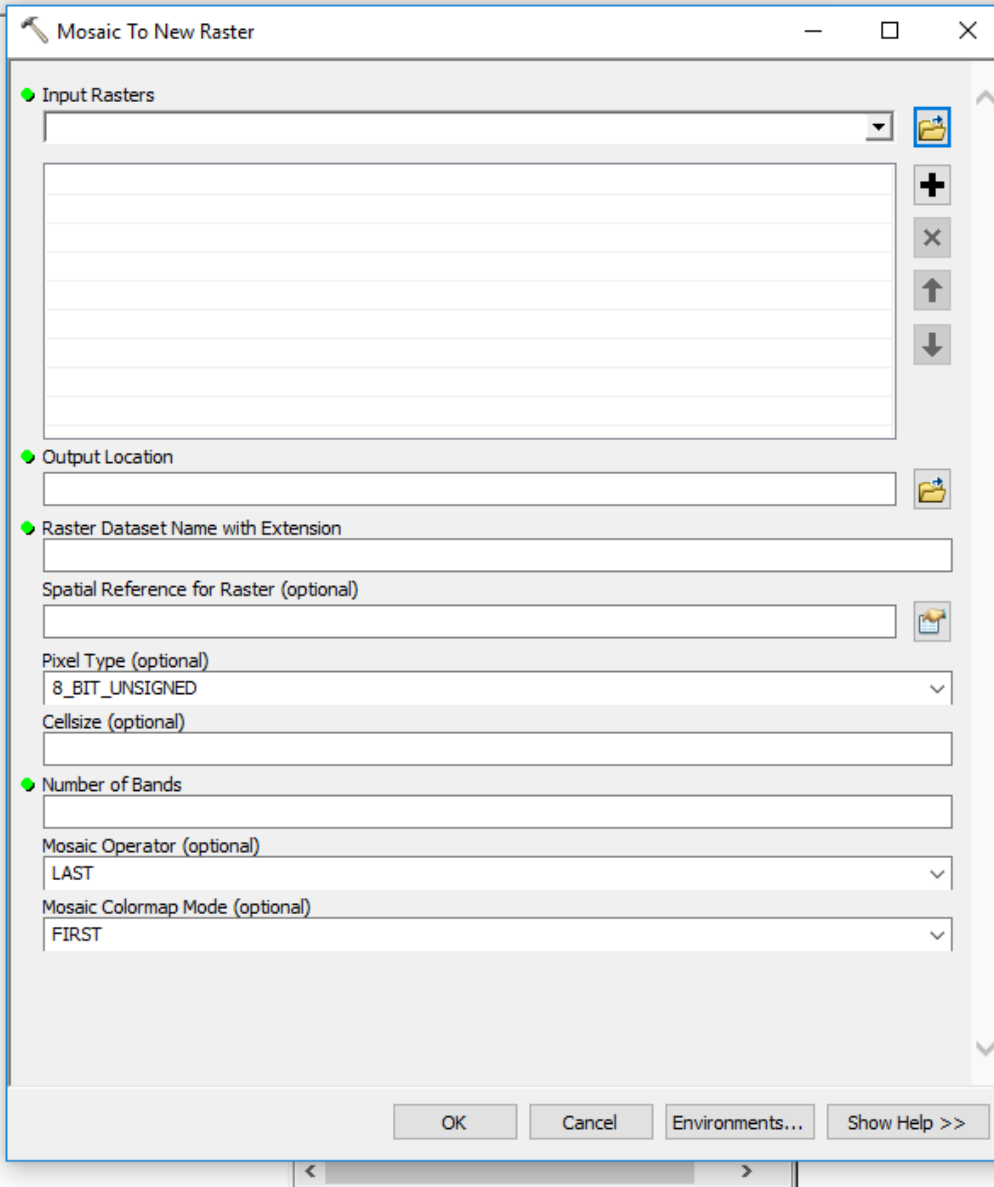 Mosaic To New Raster
Input Rasters
Output Location
Raster Dataset Name with Extension
Spatial Reference for Raster (optional)
Pixel Type (optional)
8_BIT_UNSIGNED
Cellsize (optional)
Number of Bands
Mosaic Operator (optional)
LAST
Mosaic Colormap Mode (optional)
FIRST
OK Cancel Environments... Show Help >>